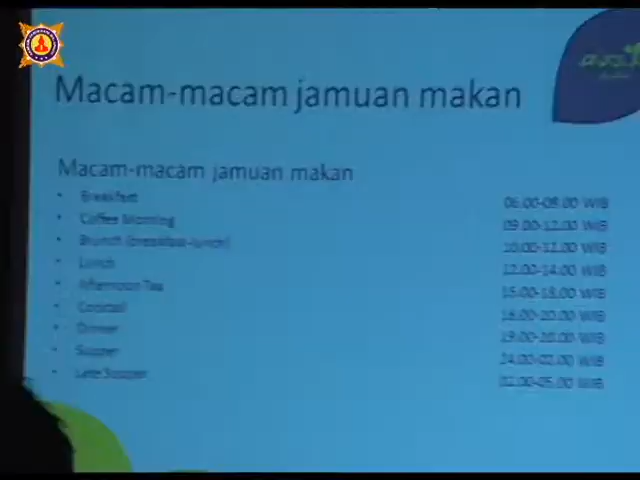 Macam-macam jamuan makan
Macam-macam jamuan makan
• Breakfast 06.00-08.00 WIB
• Coffee Morning 09.00-12.00 WIB
• Brunch (breakfast-lunch) 10.00-12.00 WIB
• Lunch 12.00-14.00 WIB
• Afternoon Tea 15.00-18.00 WIB
• Cocktail 18.00-20.00 WIB
• Dinner 19.00-20.00 WIB
• Supper 24.00-02.00 WIB
• Late Supper 02.00-05.00 WIB